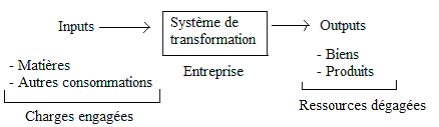 Inputs
Système de
transformation
Outputs
Entreprise
- Matières
- Autres consommations
- Biens
- Produits
Charges engagées
Ressources dégagées